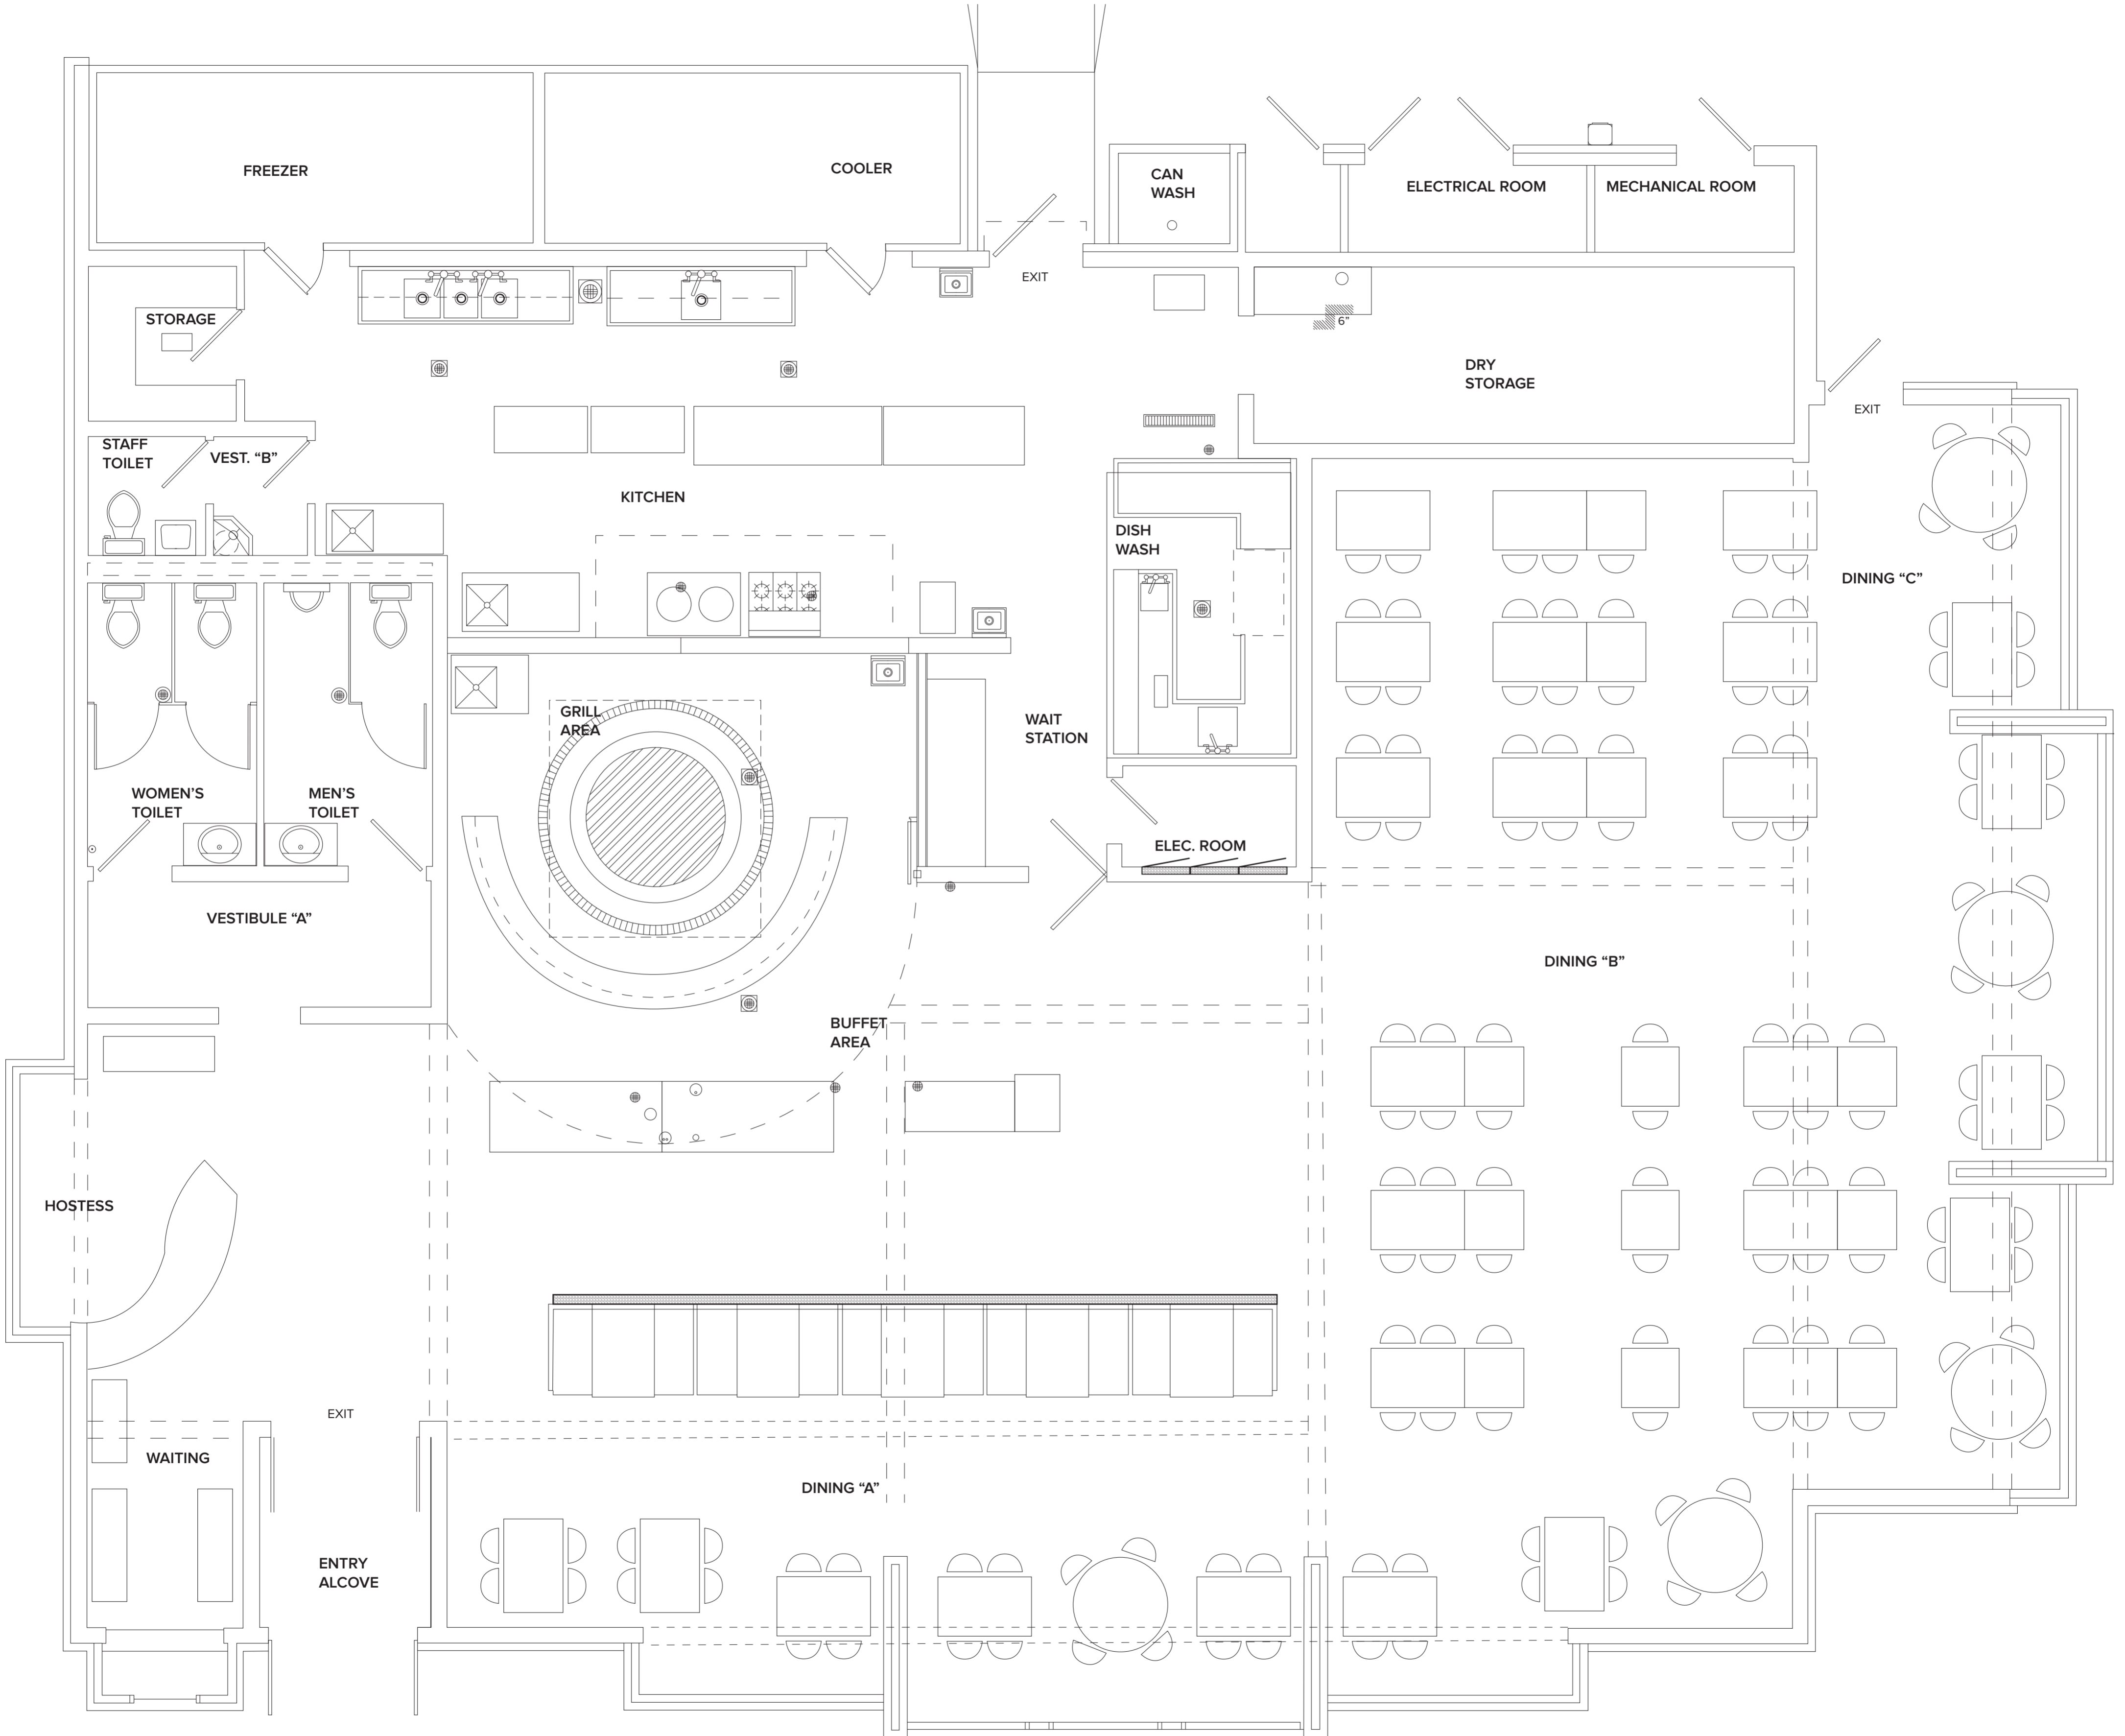 FREEZER
COOLER
CAN
WASH
ELECTRICAL ROOM
MECHANICAL ROOM
EXIT
STORAGE
6”
DRY
STORAGE
EXIT
STAFF
TOILET
VEST. “B”
KITCHEN
DISH
WASH
DINING “C”
GRILL
AREA
WAIT
STATION
WOMEN’S
TOILET
MEN’S
TOILET
ELEC. ROOM
VESTIBULE “A”
DINING “B”
BUFFET
AREA
HOSTESS
EXIT
WAITING
DINING “A”
ENTRY
ALCOVE